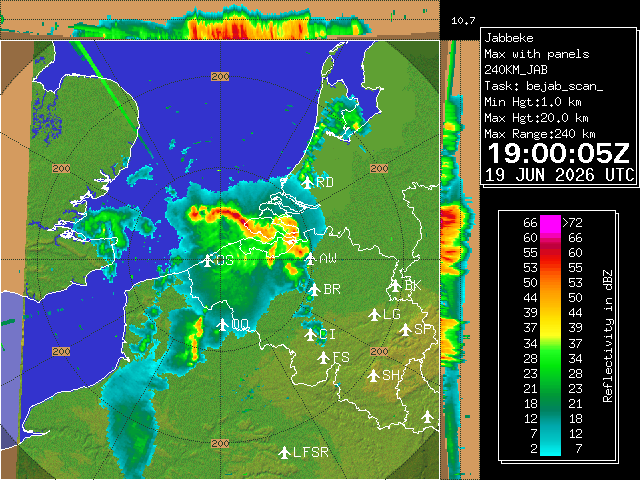 10.7
Jabbeke
Max with panels
240KM_JAB
Task: bejab_scan_
Min Hgt:1.0 km
Max Hgt:20.0 km
Max Range:240 km
19:00:05Z
19 JUN 2026 UTC
200
200
200
RD
OS
AW
BR
BK
LG
QO
CI
SP
200
FS
SH
200
LFSR
66 >72
60 66
55 60
53 55
50 53
44 50
39 44
37 39
34 37
28 34
23 28
21 23
18 21
12 18
7 12
2 7
Reflectivity in dBZ